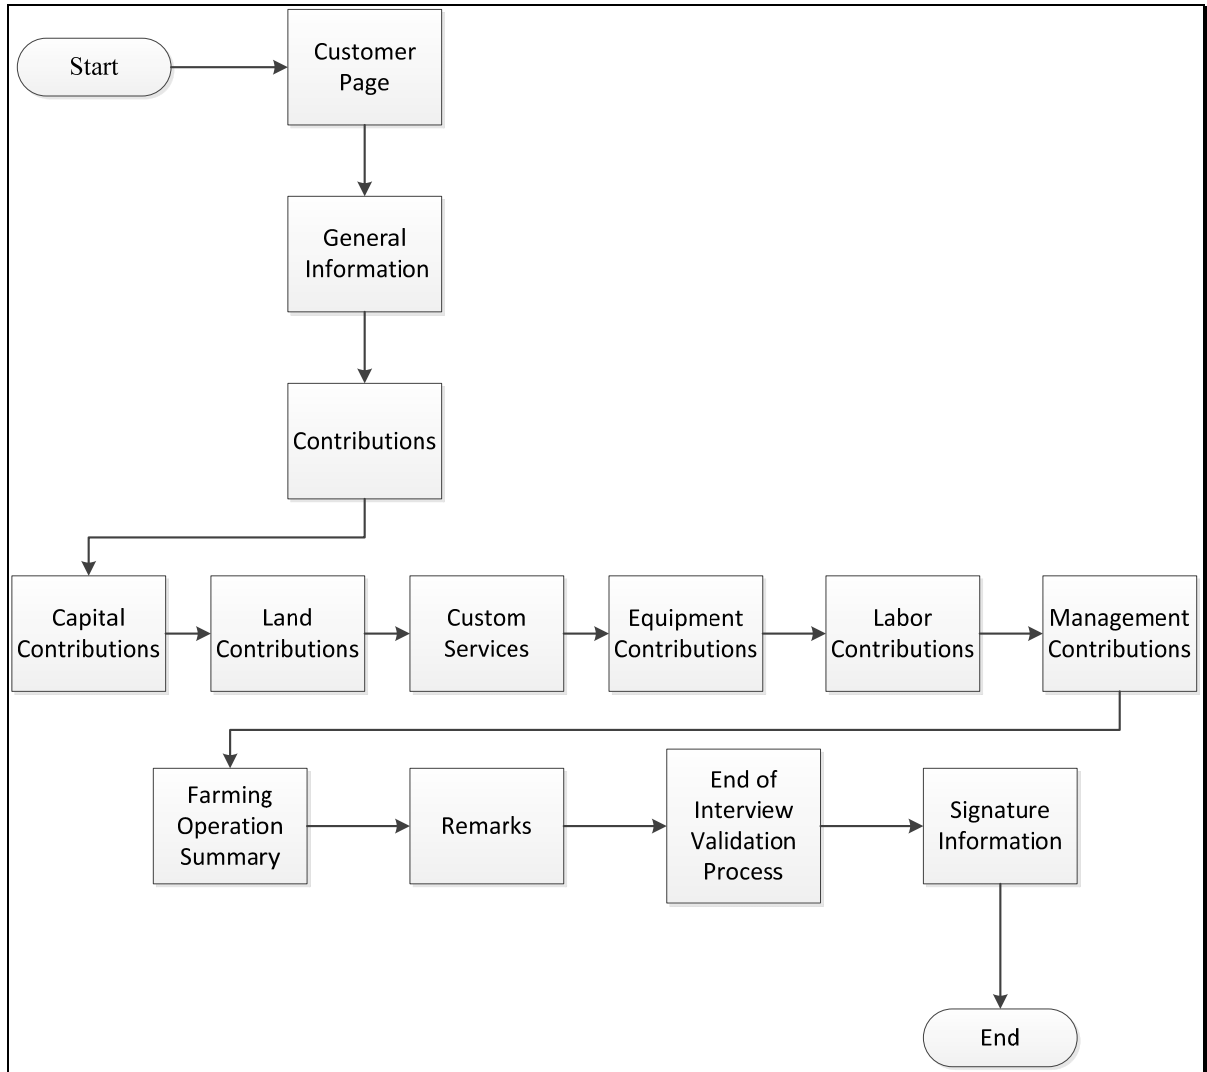 Start
Customer
Page
General
Information
Contributions
Capital
Contributions
Land
Contributions
Custom
Services
Equipment
Contributions
Labor
Contributions
Management
Contributions
Farming
Operation
Summary
Remarks
End of
Interview
Validation
Process
Signature
Information
End